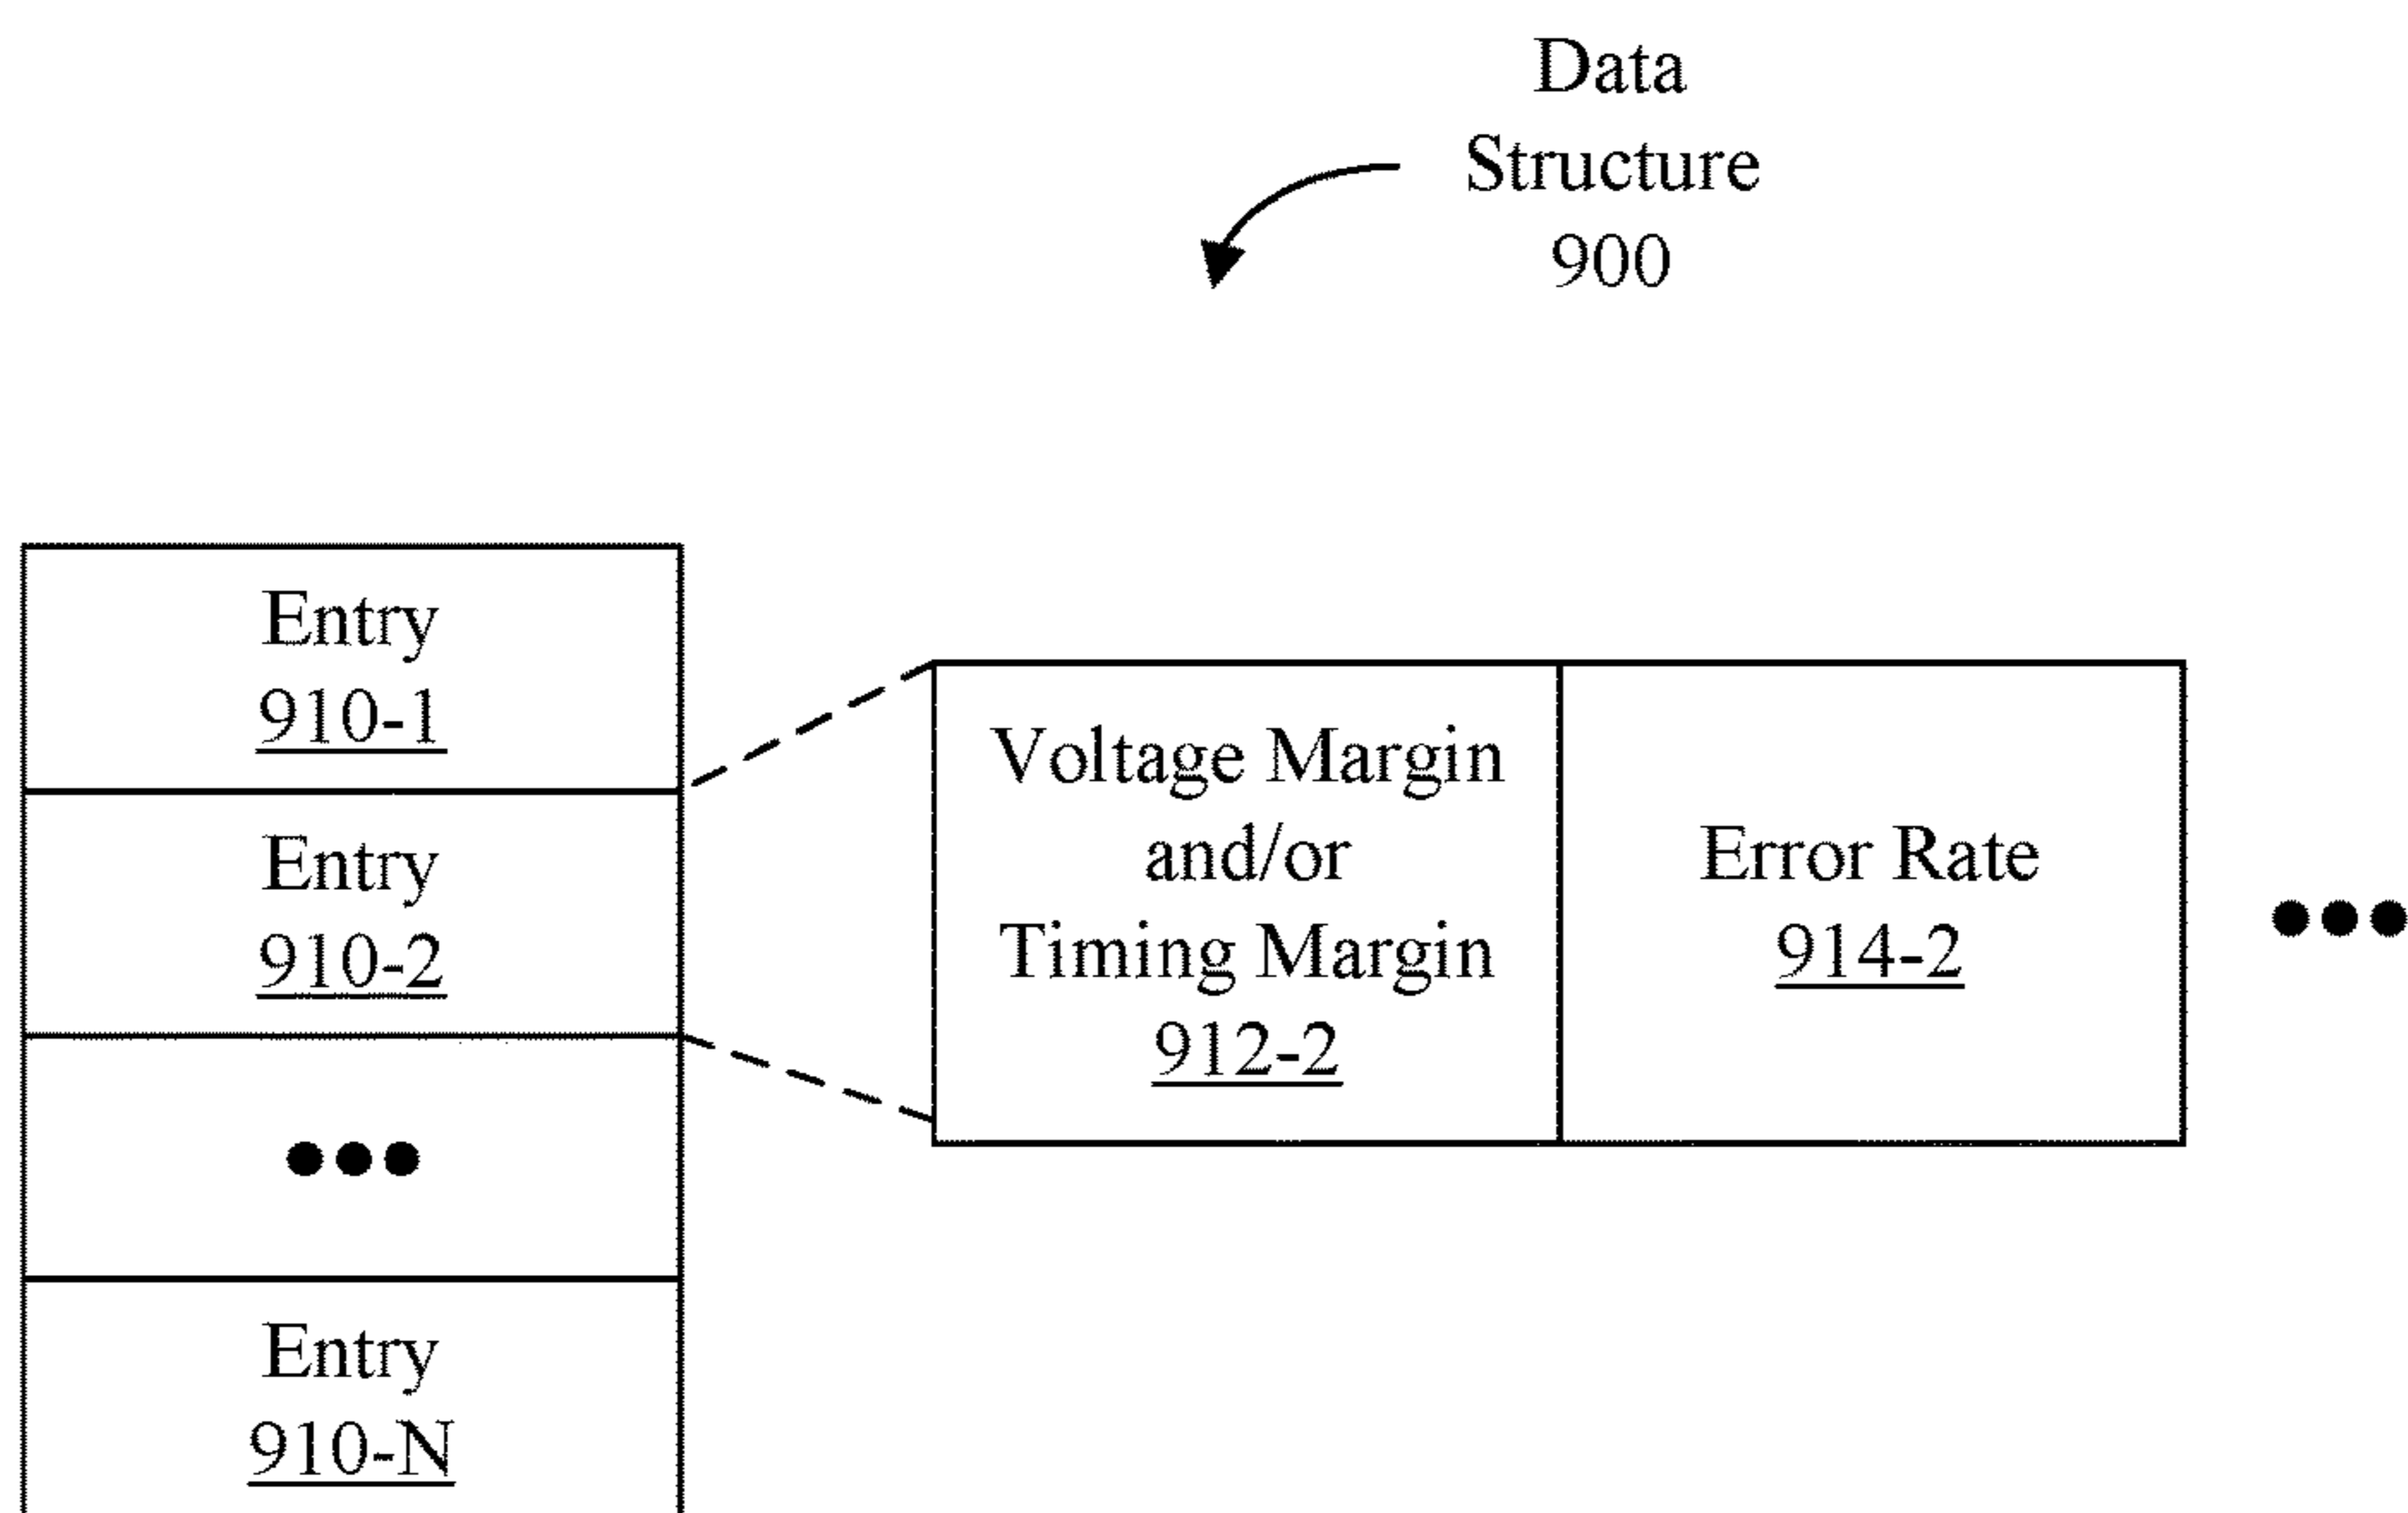 Data
Structure
900
Entry
910-1
Entry
910-2
•••
Entry
910-N
Voltage Margin
and/or
Timing Margin
912-2
Error Rate
914-2
•••